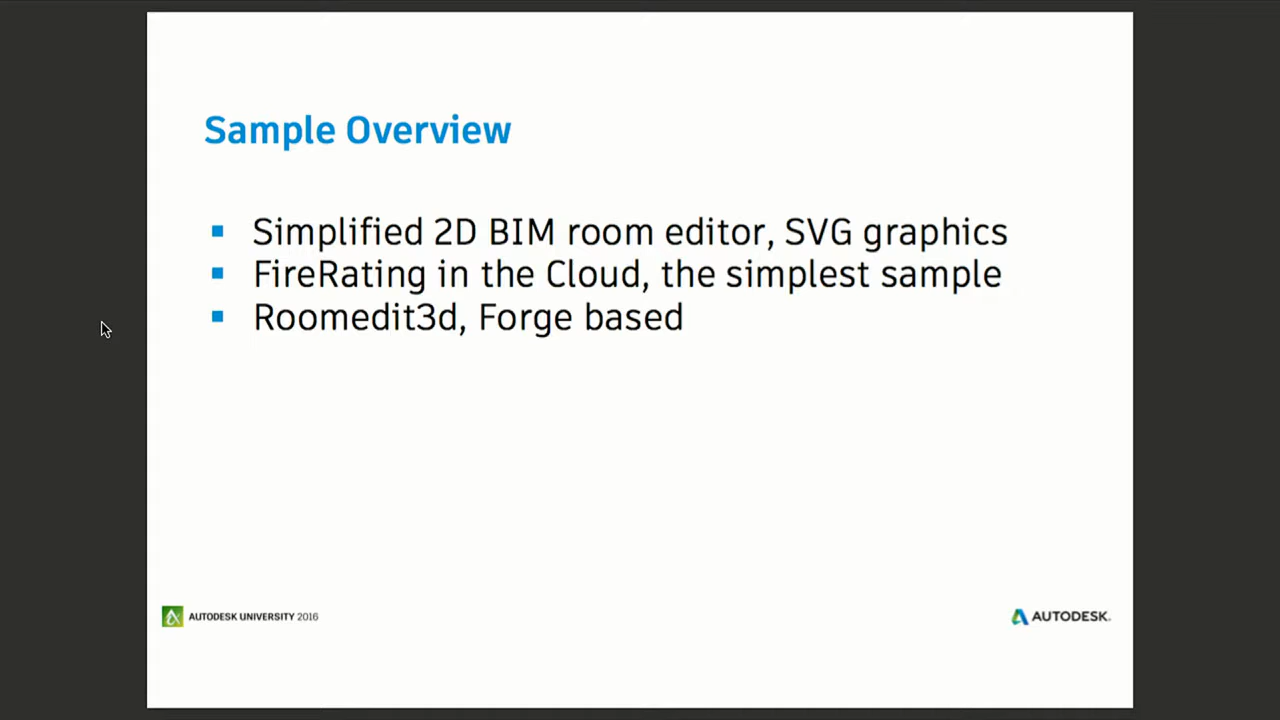 Sample Overview
Simplified 2D BIM room editor, SVG graphics
FireRating in the Cloud, the simplest sample
Roomedit3d, Forge based
AUTODESK UNIVERSITY 2016
AUTODESK.